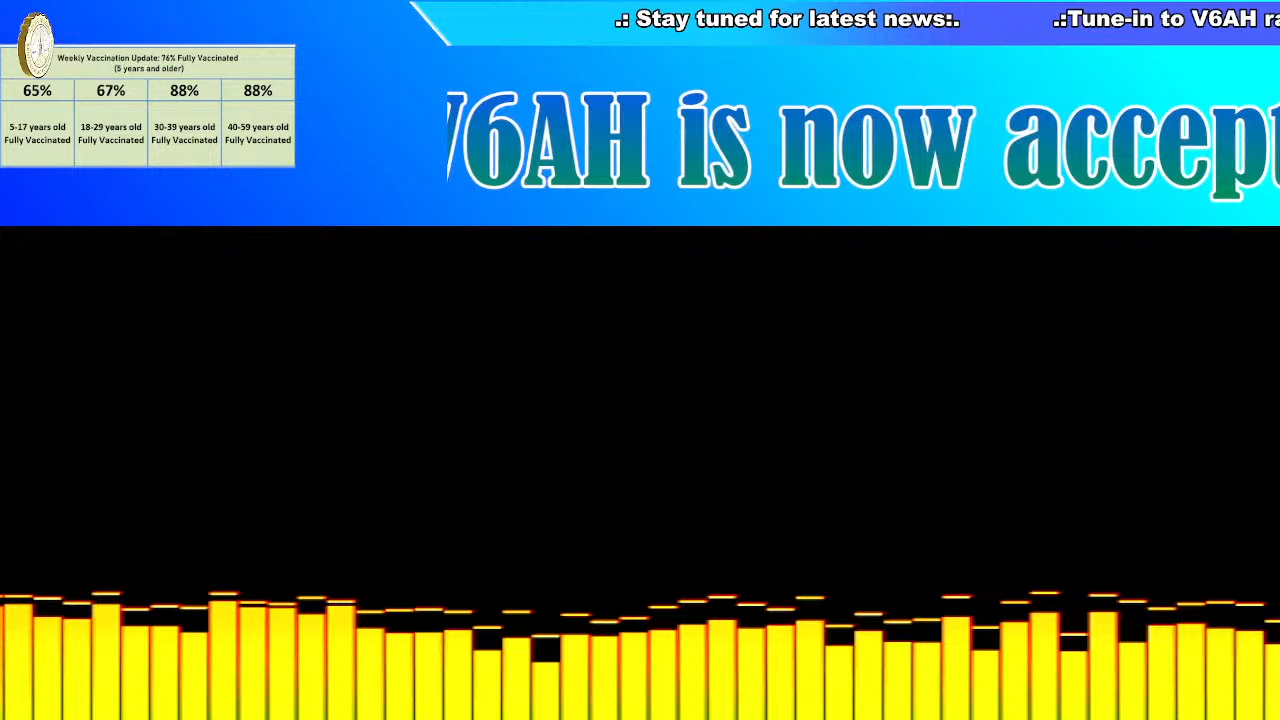 .: Stay tuned for latest news:. .:Tune-in to V6AH
Weekly Vaccination Update: 76% Fully Vaccinated
(5 years and older)
65% 67% 88% 88%
5-17 years old 18-29 years old 30-39 years old 40-59 years old
Fully Vaccinated Fully Vaccinated Fully Vaccinated Fully Vaccinated
V6AH is now accept